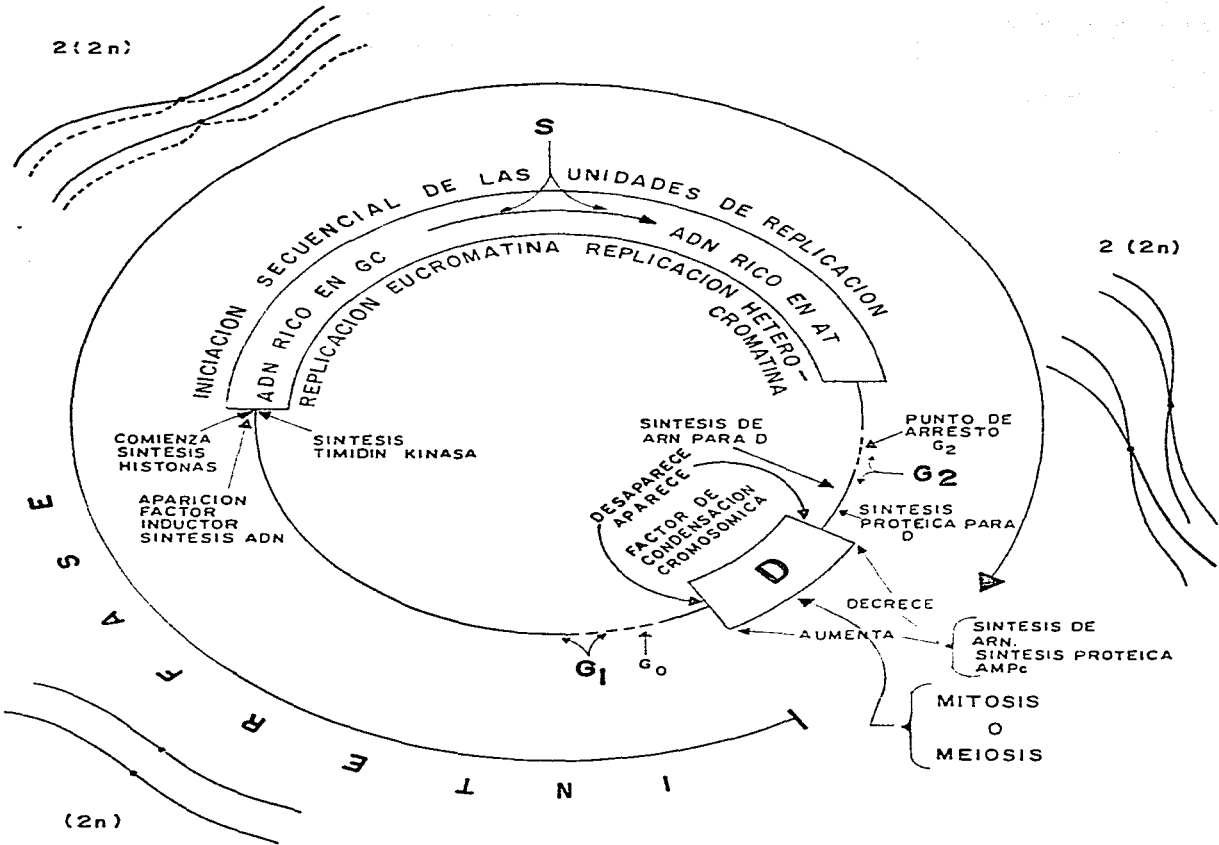 2(2n)
S
INICIACION SECUENCIAL DE LAS UNIDADES DE REPLICACION
ADN RICO EN GC
ADN RICO EN AT
REPLICACION EUCROMATINA
REPLICACION HETERO-
CROMATINA
2 (2n)
COMIENZA
SINTESIS
HISTONAS
SINTESIS
TIMIDIN KINASA
APARICION
FACTOR
INDUCTOR
SINTESIS ADN
SINTESIS DE
ARN PARA D
PUNTO DE
ARRESTO
G2
G2
SINTESIS
PROTEICA PARA
D
DESAPARECE
APARECE
FACTOR DE
CONDENSACION
CROMOSOMICA
D
DECRECE
AUMENTA
SINTESIS DE
ARN.
SINTESIS PROTEICA
AMPc
G1
Go
MITOSIS
O
MEIOSIS
INTERFFASE
(2n)